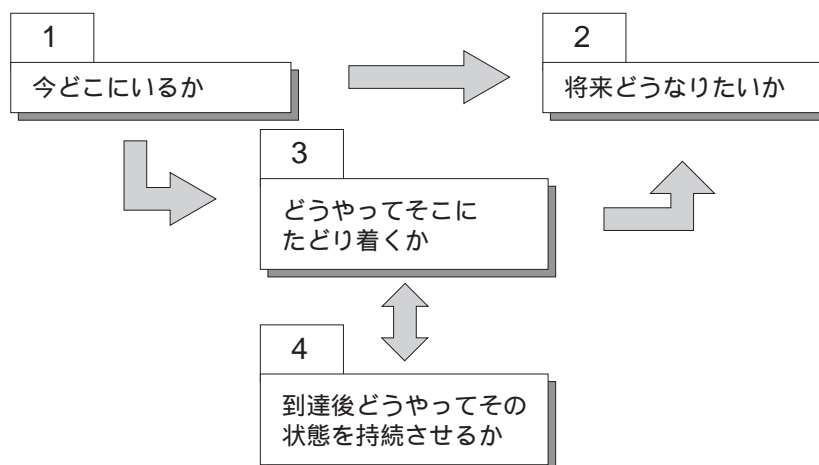 1
今どこにいるか
2
将来どうなりたいか
3
どうやってそこに
たどり着くか
4
到達後どうやってその
状態を持続させるか